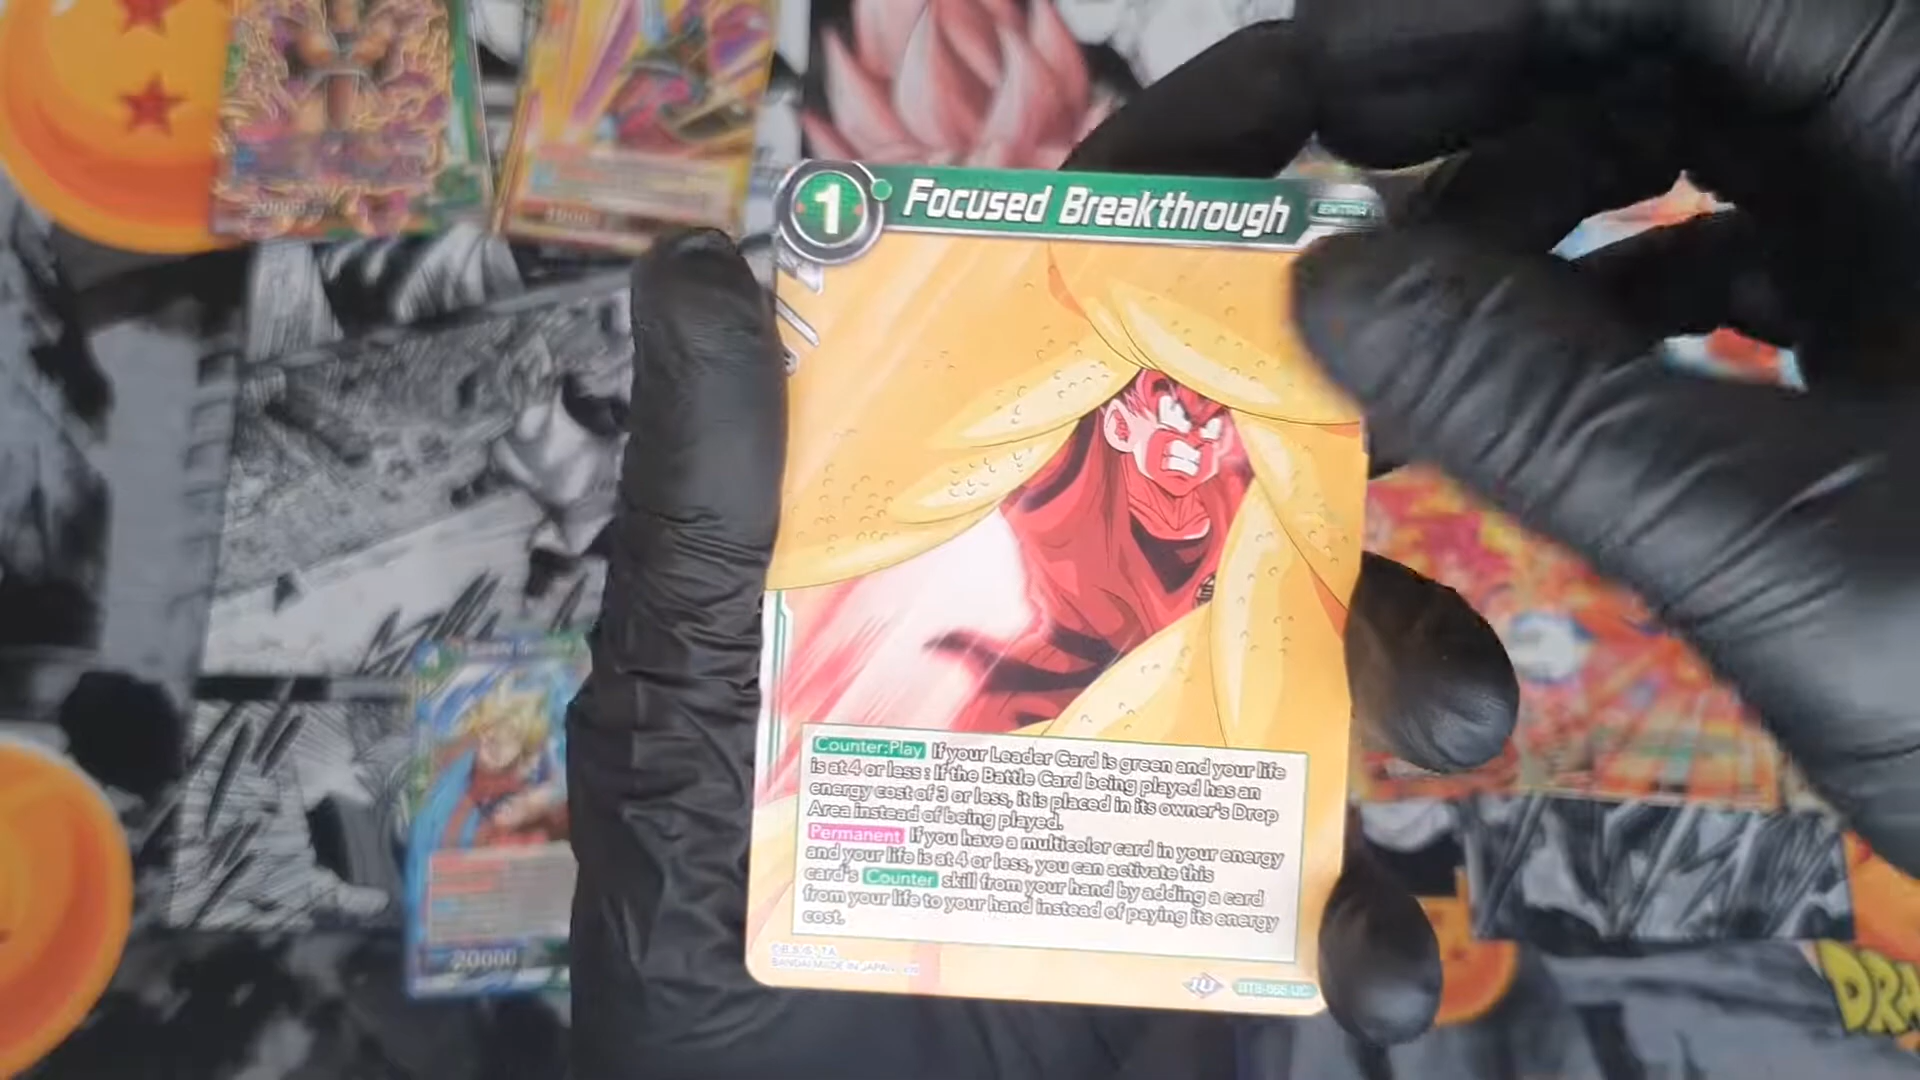 1
Focused Breakthrough
EXTRA
Counter:Play If your Leader Card is green and your life
is at 4 or less : If the Battle Card being played has an
energy cost of 3 or less, it is placed in its owner's Drop
Area instead of being played.
Permanent If you have a multicolor card in your energy
and your life is at 4 or less, you can activate this
card's Counter skill from your hand by adding a card
from your life to your hand instead of paying its energy
cost.
BANDAI MADE IN JAPAN
20000
DRA